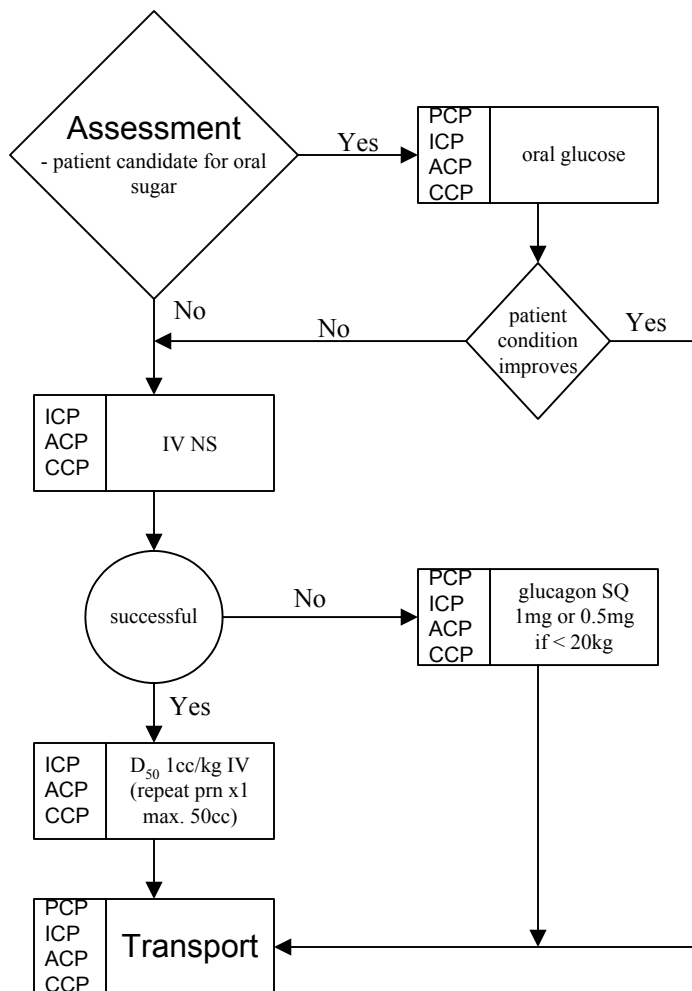 Assessment
- patient candidate for oral
sugar
Yes
PCP
ICP
ACP
CCP
oral glucose
No
No
patient
condition
improves
Yes
ICP
ACP
CCP
IV NS
successful
No
PCP
ICP
ACP
CCP
glucagon SQ
1mg or 0.5mg
if < 20kg
Yes
ICP
ACP
CCP
D₅₀ 1cc/kg IV
(repeat prn x1
max. 50cc)
PCP
ICP
ACP
CCP
Transport